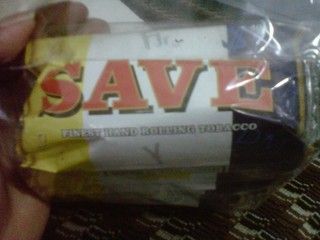 SAVE
FINEST HAND ROLLING TOBACCO